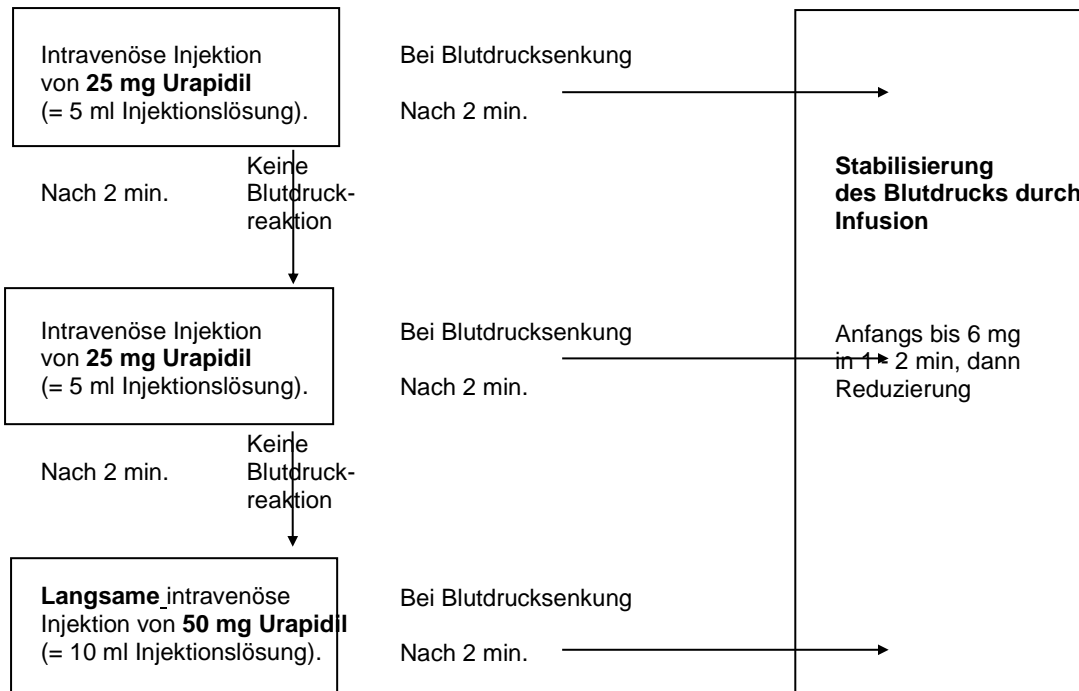 Intravenöse Injektion
von 25 mg Urapidil
(= 5 ml Injektionslösung).
Bei Blutdrucksenkung
Nach 2 min.
Nach 2 min.
Keine
Blutdruck-
reaktion
Stabilisierung
des Blutdrucks durch
Infusion
Intravenöse Injektion
von 25 mg Urapidil
(= 5 ml Injektionslösung).
Bei Blutdrucksenkung
Nach 2 min.
Anfangs bis 6 mg
in 1 - 2 min, dann
Reduzierung
Nach 2 min.
Keine
Blutdruck-
reaktion
Langsame intravenöse
Injektion von 50 mg Urapidil
(= 10 ml Injektionslösung).
Bei Blutdrucksenkung
Nach 2 min.